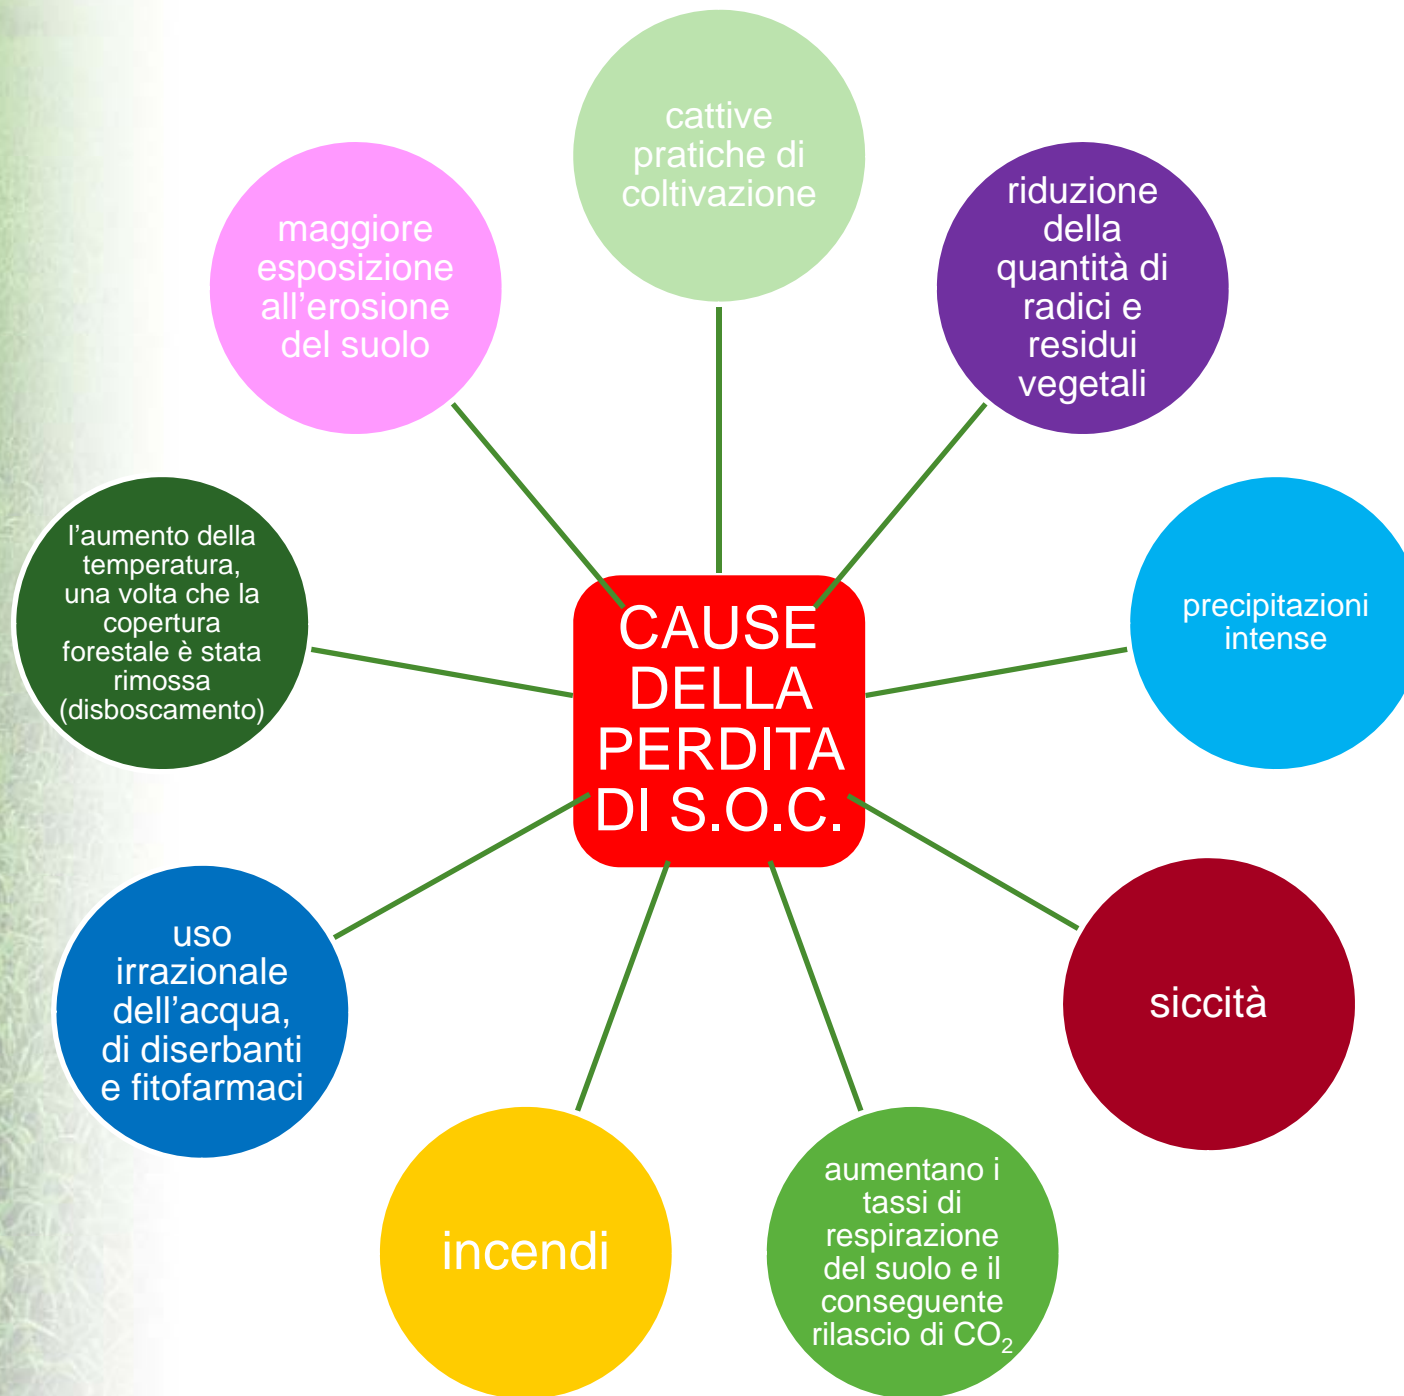 cattive
pratiche di
coltivazione
riduzione
della
quantità di
radici e
residui
vegetali
precipitazioni
intense
siccità
aumentano i
tassi di
respirazione
del suolo e il
conseguente
rilascio di CO₂
incendi
uso
irrazionale
dell’acqua,
di diserbanti
e fitofarmaci
l’aumento della
temperatura,
una volta che la
copertura
forestale è stata
rimossa
(disboscamento)
maggiore
esposizione
all’erosione
del suolo
CAUSE
DELLA
PERDITA
DI S.O.C.